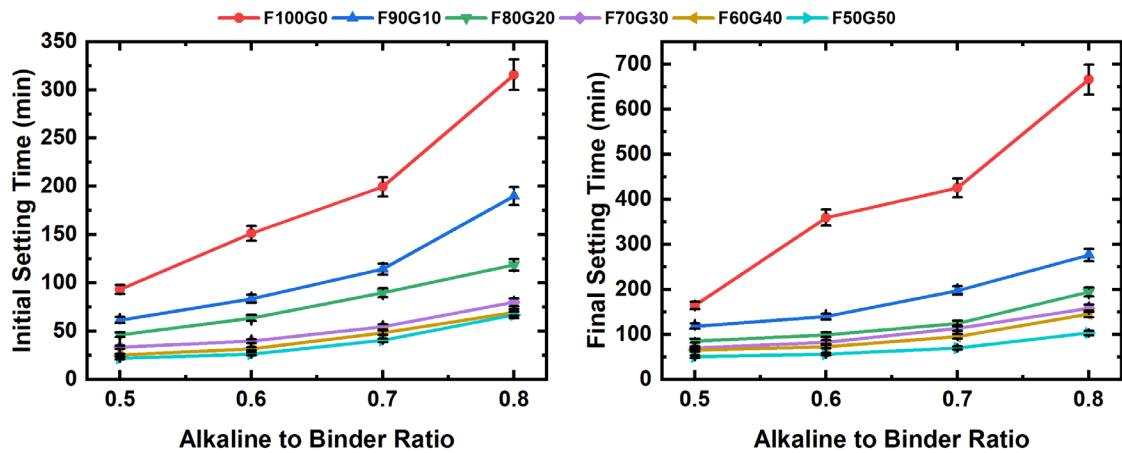 F100G0 F90G10 F80G20 F70G30 F60G40 F50G50
350
300
250
200
150
100
50
0
Initial Setting Time (min)
0.5 0.6 0.7 0.8
Alkaline to Binder Ratio
700
600
500
400
300
200
100
0
Final Setting Time (min)
0.5 0.6 0.7 0.8
Alkaline to Binder Ratio